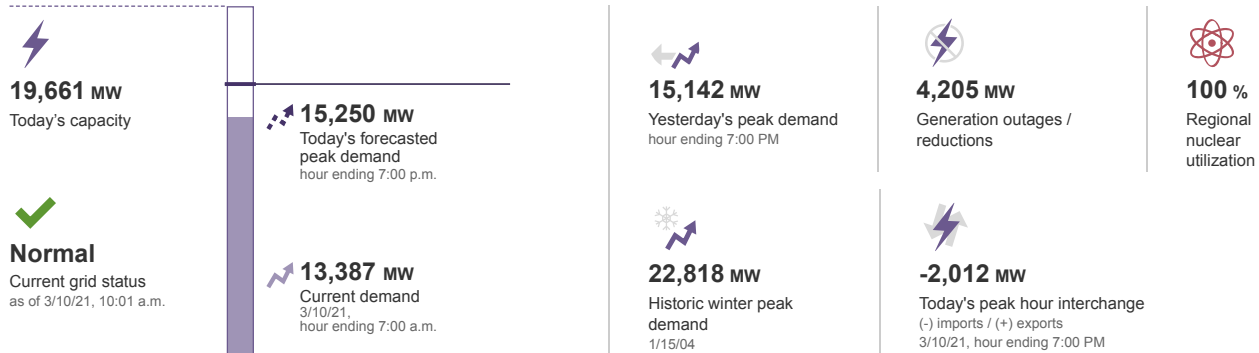 19,661 MW
Today's capacity
Normal
Current grid status
as of 3/10/21, 10:01 a.m.
15,250 MW
Today's forecasted
peak demand
hour ending 7:00 p.m.
13,387 MW
Current demand
3/10/21,
hour ending 7:00 a.m.
15,142 MW
Yesterday's peak demand
hour ending 7:00 PM
4,205 MW
Generation outages /
reductions
100 %
Regional
nuclear
utilization
22,818 MW
Historic winter peak
demand
1/15/04
-2,012 MW
Today's peak hour interchange
(-) imports / (+) exports
3/10/21, hour ending 7:00 PM